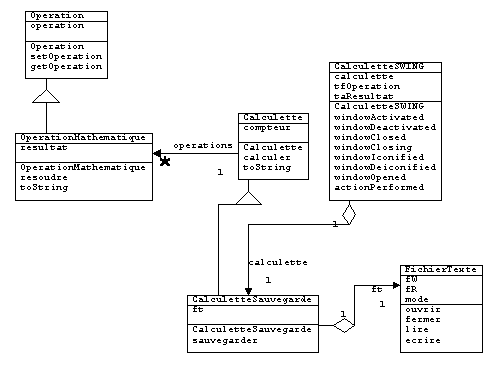 Operation
operation
Operation
setOperation
getOperation
OperationMathematique
resultat
OperationMathematique
resoudre
toString
operations
*
1
Calculette
compteur
Calculette
calculer
toString
CalculetteSWING
calculette
tfOperation
taResultat
CalculetteSWING
windowActivated
windowDeactivated
windowClosed
windowClosing
windowIconified
windowDeiconified
windowOpened
actionPerformed
1
calculette
1
CalculetteSauvegarde
ft
CalculetteSauvegarde
sauvegarder
1
ft
1
FichierTexte
fW
fR
mode
ouvrir
fermer
lire
ecrire